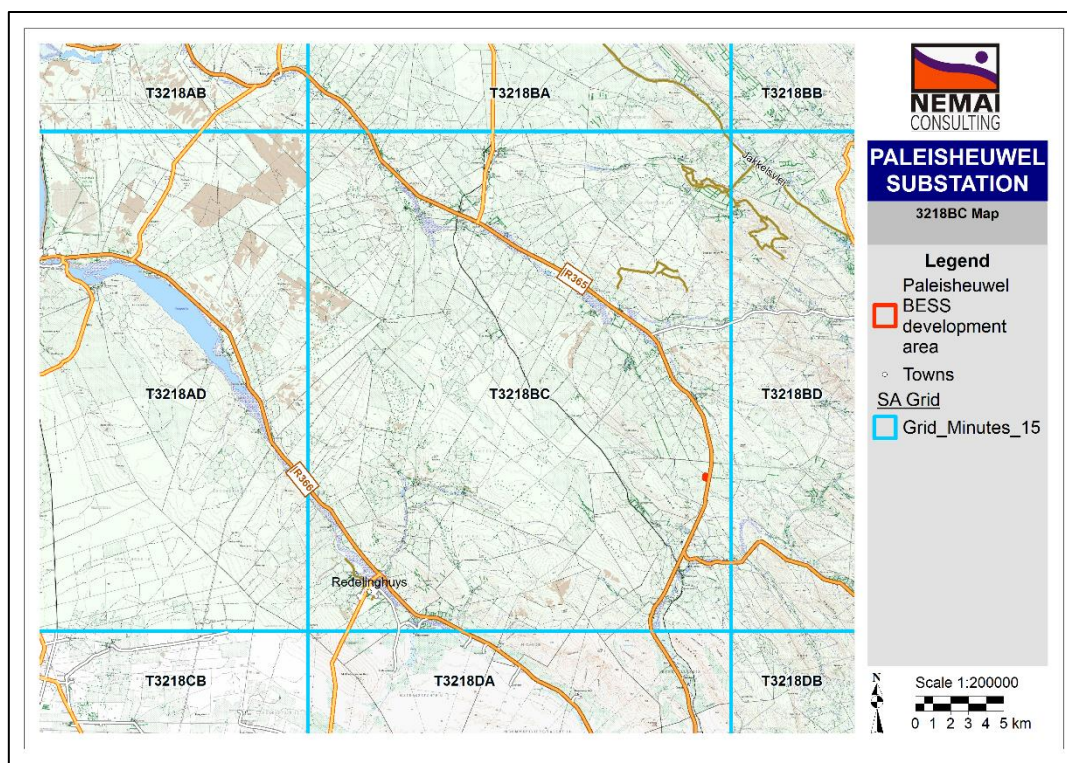 T3218AB
T3218BA
T3218BB
Jakkelsvlei
R365
T3218AD
T3218BC
T3218BD
R366
Redelinghuys
T3218CB
T3218DA
T3218DB
NEMAI
CONSULTING
PALEISHEUWEL
SUBSTATION
3218BC Map
Legend
Paleisheuwel
BESS
development
area
Towns
SA Grid
Grid_Minutes_15
N
Scale 1:200000
0 1 2 3 4 5 km